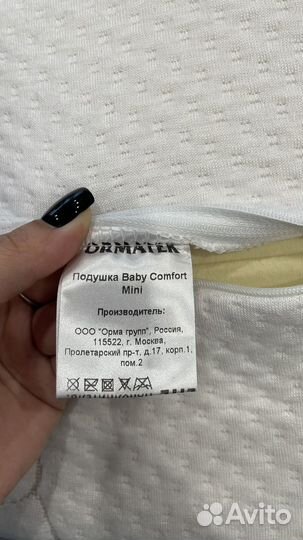 ORMATEK
Подушка Baby Comfort
Mini
Производитель:
ООО "Орма групп", Россия,
115522, г. Москва,
Пролетарский пр-т, д.17, корп.1,
пом.2
Avito